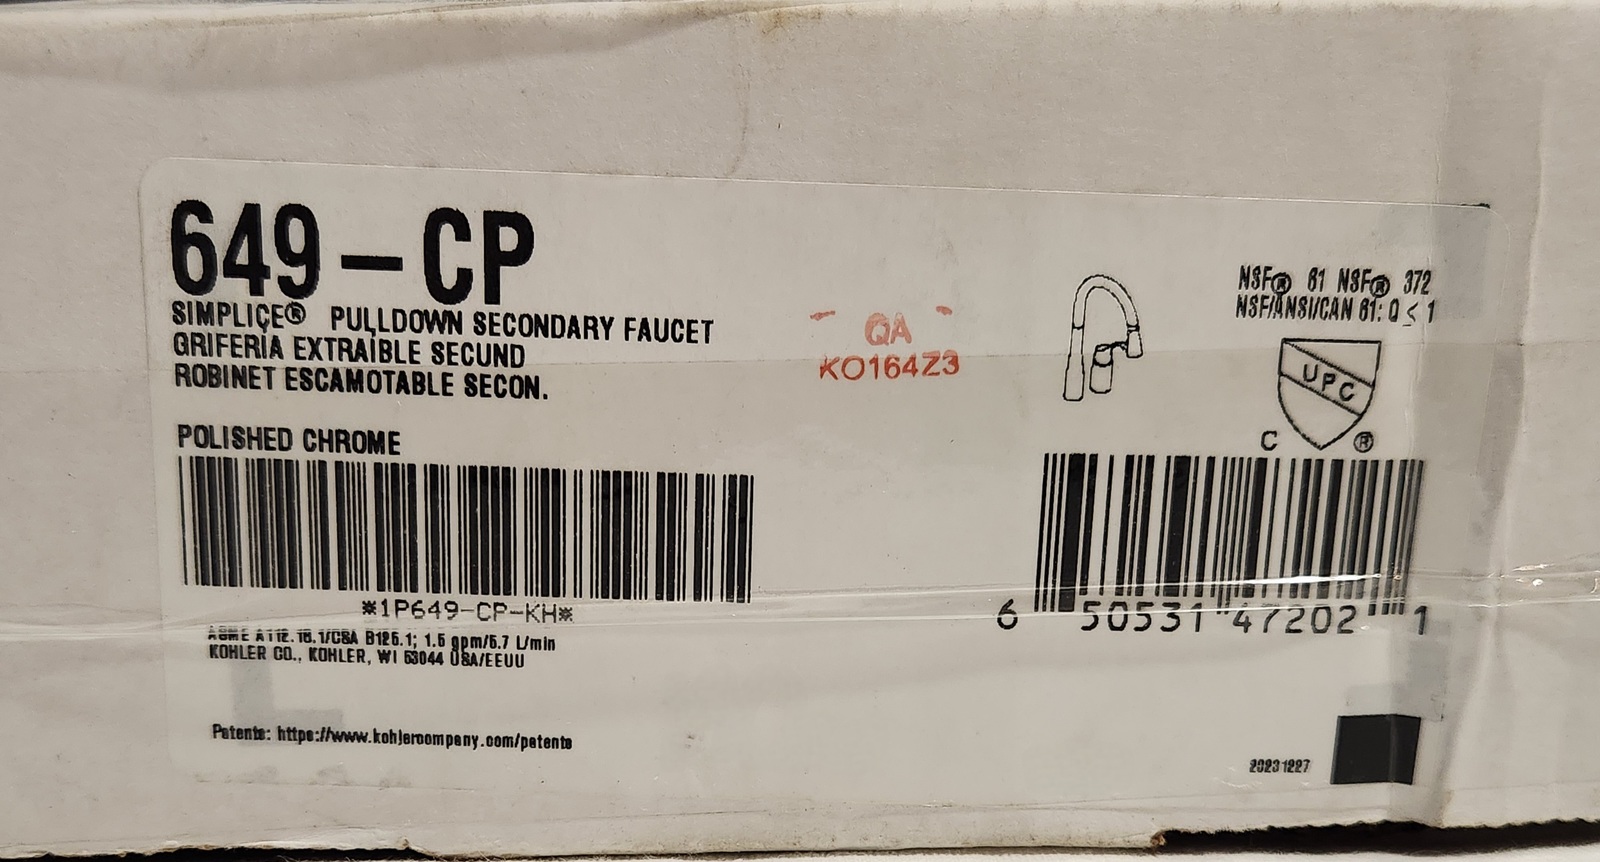 649-CP
SIMPLICE® PULLDOWN SECONDARY FAUCET
GRIFERIA EXTRAIBLE SECUND
ROBINET ESCAMOTABLE SECON.
POLISHED CHROME
*1P649-CP-KH*
ASME A112.18.1/CSA B125.1; 1.5 gpm/5.7 L/min
KOHLER CO., KOHLER, WI 53044 USA/EEUU
Patents: https://www.kohlercompany.com/patents
QA
KO164Z3
NSF® 61 NSF® 372
NSF/ANSI/CAN 61: Q ≤ 1
UPC
C ®
6 50531 47202 1
20231227